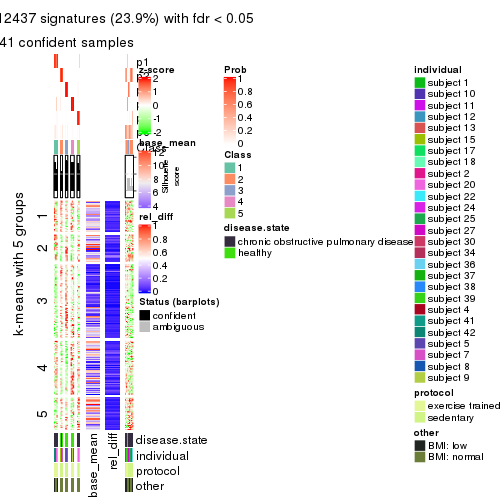 12437 signatures (23.9%) with fdr < 0.05
41 confident samples
p1
z-score
2
1
0
-1
-2
base_mean
12
10
8
6
4
Class
Silhouette
score
rel_diff
1
0.8
0.6
0.4
0.2
0
Status (barplots)
confident
ambiguous
k-means with 5 groups
1
2
3
4
5
base_mean
rel_diff
disease.state
individual
protocol
other
Prob
1
0.8
0.6
0.4
0.2
0
Class
1
2
3
4
5
disease.state
chronic obstructive pulmonary disease
healthy
individual
subject 1
subject 10
subject 11
subject 12
subject 13
subject 15
subject 17
subject 18
subject 2
subject 20
subject 22
subject 24
subject 25
subject 27
subject 30
subject 34
subject 36
subject 37
subject 38
subject 39
subject 4
subject 41
subject 42
subject 5
subject 7
subject 8
subject 9
protocol
exercise trained
sedentary
other
BMI: low
BMI: normal